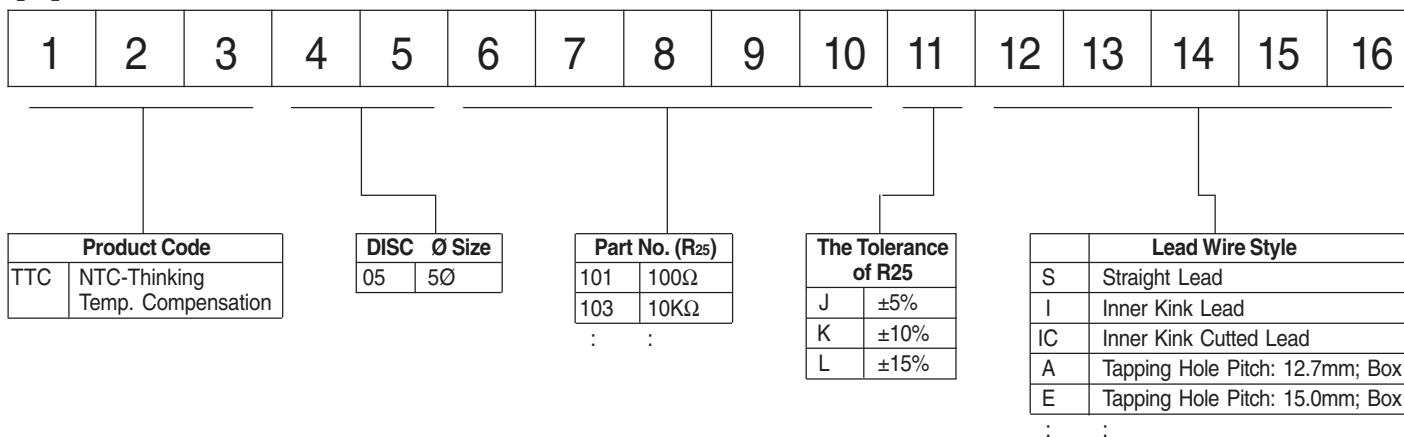 1 2 3 4 5 6 7 8 9 10 11 12 13 14 15 16
Product Code
TTC NTC-Thinking
Temp. Compensation
DISC Ø Size
05 5Ø
Part No. (R25)
101 100Ω
103 10KΩ
: :
The Tolerance
of R25
J ±5%
K ±10%
L ±15%
Lead Wire Style
S Straight Lead
I Inner Kink Lead
IC Inner Kink Cutted Lead
A Tapping Hole Pitch: 12.7mm; Box
E Tapping Hole Pitch: 15.0mm; Box
: :